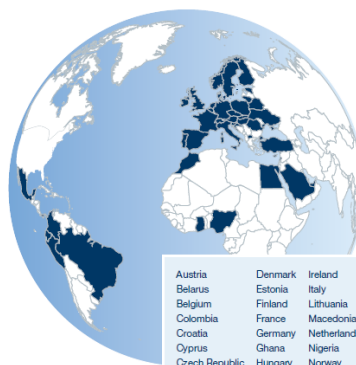 Austria Denmark Ireland
Belarus Estonia Italy
Belgium Finland Lithuania
Colombia France Macedonia
Croatia Germany Netherland
Cyprus Ghana Nigeria
Czech Republic Hungary Norway